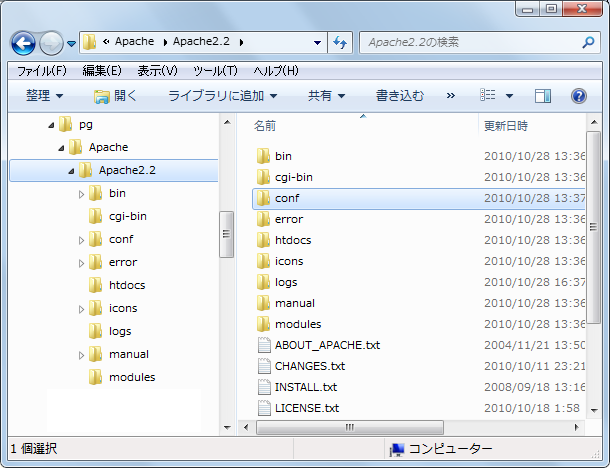 « Apache ▸ Apache2.2 ▸ Apache2.2の検索
ファイル(F) 編集(E) 表示(V) ツール(T) ヘルプ(H)
整理 開く ライブラリに追加 共有 書き込む »
pg
Apache
Apache2.2
bin
cgi-bin
conf
error
htdocs
icons
logs
manual
modules
名前 更新日時
bin 2010/10/28 13:36
cgi-bin 2010/10/28 13:36
conf 2010/10/28 13:37
error 2010/10/28 13:36
htdocs 2010/10/28 13:36
icons 2010/10/28 13:36
logs 2010/10/28 16:37
manual 2010/10/28 13:36
modules 2010/10/28 13:36
ABOUT_APACHE.txt 2004/11/21 13:50
CHANGES.txt 2010/10/11 23:21
INSTALL.txt 2008/09/18 13:16
LICENSE.txt 2010/10/18 1:58
1 個選択 コンピューター